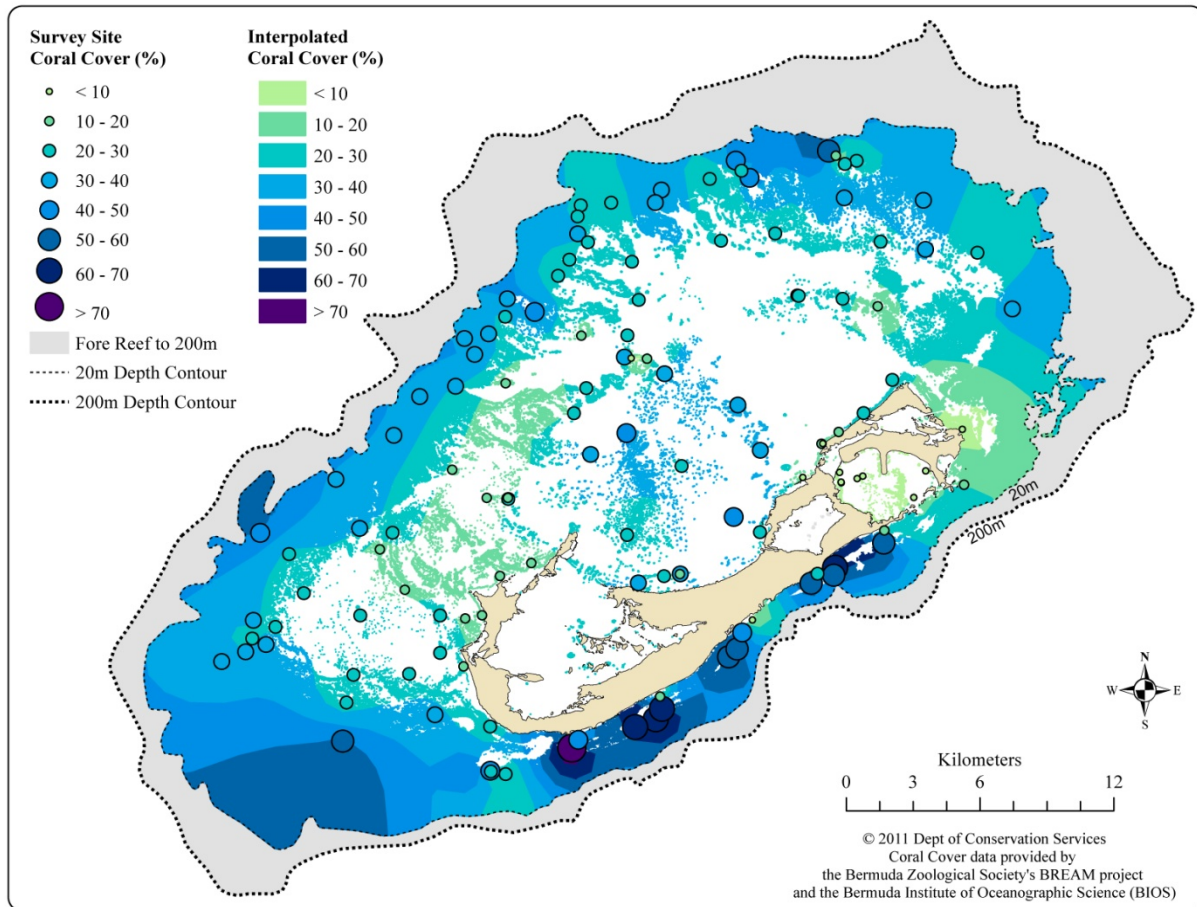 Survey Site
Coral Cover (%)
< 10
10 - 20
20 - 30
30 - 40
40 - 50
50 - 60
60 - 70
> 70
Fore Reef to 200m
20m Depth Contour
200m Depth Contour
Interpolated
Coral Cover (%)
< 10
10 - 20
20 - 30
30 - 40
40 - 50
50 - 60
60 - 70
> 70
20m
200m
N
W E
S
Kilometers
0 3 6 12
© 2011 Dept of Conservation Services
Coral Cover data provided by
the Bermuda Zoological Society's BREAM project
and the Bermuda Institute of Oceanographic Science (BIOS)